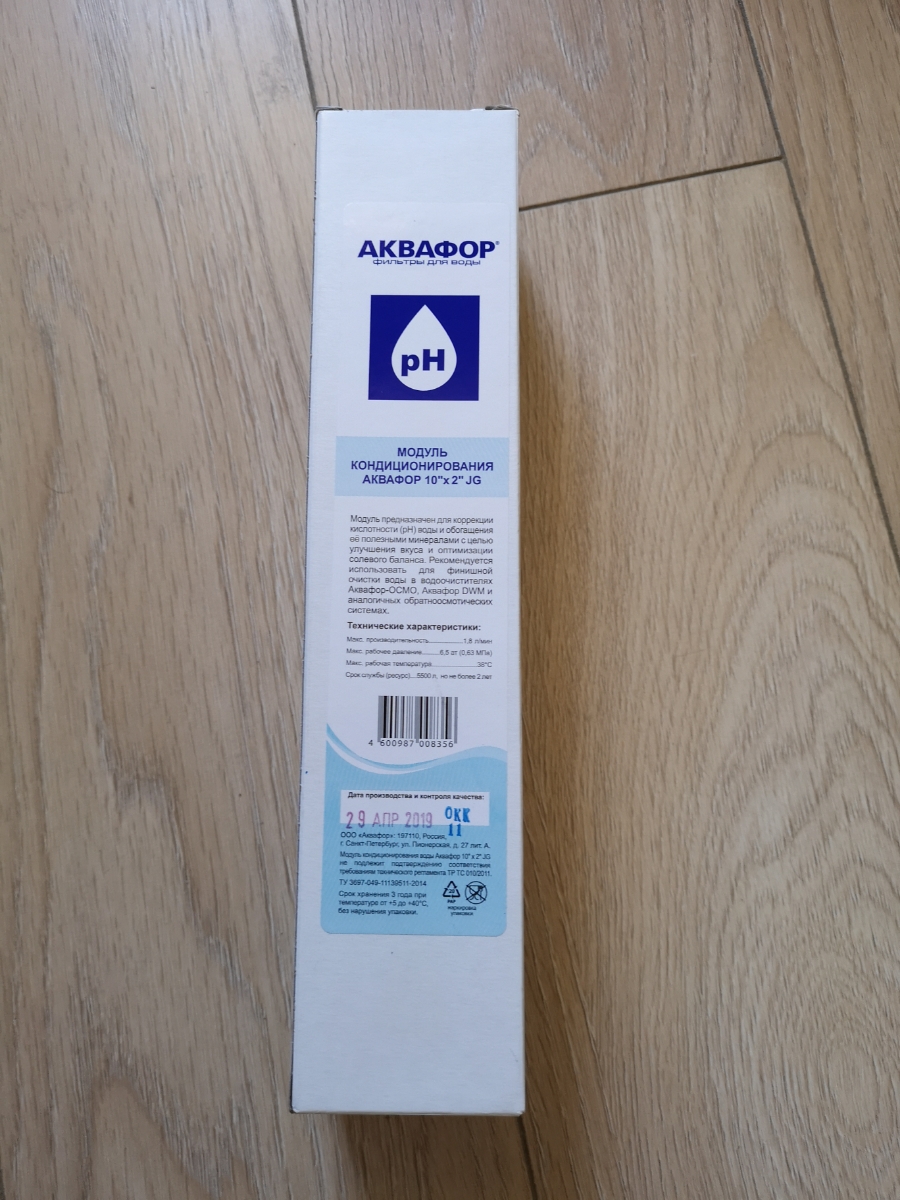 АКВАФОР®
фильтры для воды
pH
МОДУЛЬ
КОНДИЦИОНИРОВАНИЯ
АКВАФОР 10"х 2" JG
Модуль предназначен для коррекции
кислотности (pH) воды и обогащения
её полезными минералами с целью
улучшения вкуса и оптимизации
солевого баланса. Рекомендуется
использовать для финишной
очистки воды в водоочистителях
Аквафор-ОСМО, Аквафор DWM и
аналогичных обратноосмотических
системах.
Технические характеристики:
Макс. производительность..................1,8 л/мин
Макс. рабочее давление.........6,5 ат (0,63 МПа)
Макс. рабочая температура......................38°С
Срок службы (ресурс)....5500 л, но не более 2 лет
4 600987 008356
Дата производства и контроля качества:
29 АПР 2019 ОКК
11
ООО «Аквафор»: 197110, Россия,
г. Санкт-Петербург, ул. Пионерская, д. 27 лит. А.
Модуль кондиционирования воды Аквафор 10" х 2" JG
не подлежит подтверждению соответствия
требованиям технического регламента ТР ТС 010/2011.
ТУ 3697-049-11139511-2014
Срок хранения 3 года при
температуре от +5 до +40°С,
без нарушения упаковки.
20
PAP
маркировка
упаковки